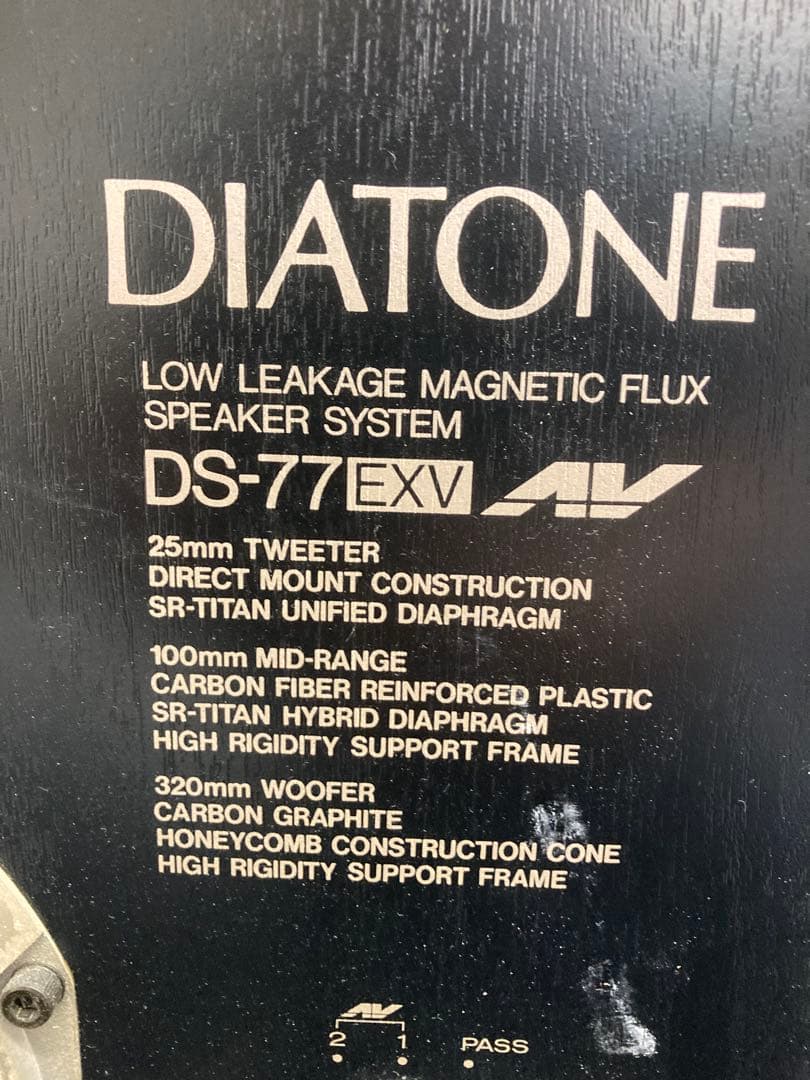 DIATONE
LOW LEAKAGE MAGNETIC FLUX
SPEAKER SYSTEM
DS-77 EXV AV
25mm TWEETER
DIRECT MOUNT CONSTRUCTION
SR-TITAN UNIFIED DIAPHRAGM
100mm MID-RANGE
CARBON FIBER REINFORCED PLASTIC
SR-TITAN HYBRID DIAPHRAGM
HIGH RIGIDITY SUPPORT FRAME
320mm WOOFER
CARBON GRAPHITE
HONEYCOMB CONSTRUCTION CONE
HIGH RIGIDITY SUPPORT FRAME
AV
2 1 PASS